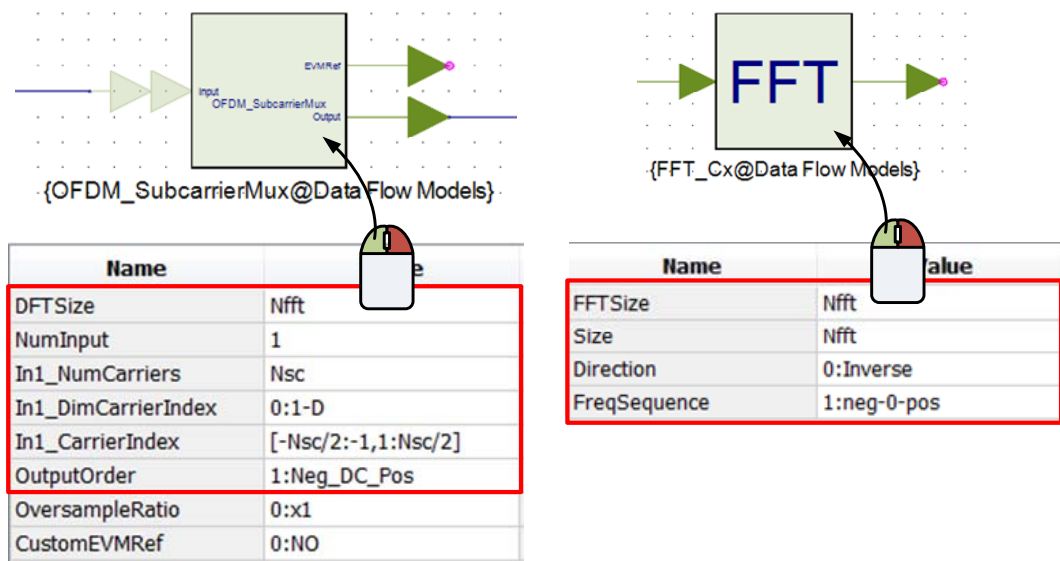 EVMRef
Input
OFDM_SubcarrierMux
Output
{OFDM_SubcarrierMux@Data Flow Models}
Name
DFTSize Nfft
NumInput 1
In1_NumCarriers Nsc
In1_DimCarrierIndex 0:1-D
In1_CarrierIndex [-Nsc/2:-1,1:Nsc/2]
OutputOrder 1:Neg_DC_Pos
OversampleRatio 0:x1
CustomEVMRef 0:NO
FFT
{FFT_Cx@Data Flow Models}
Name
FFTSize Nfft
Size Nfft
Direction 0:Inverse
FreqSequence 1:neg-0-pos